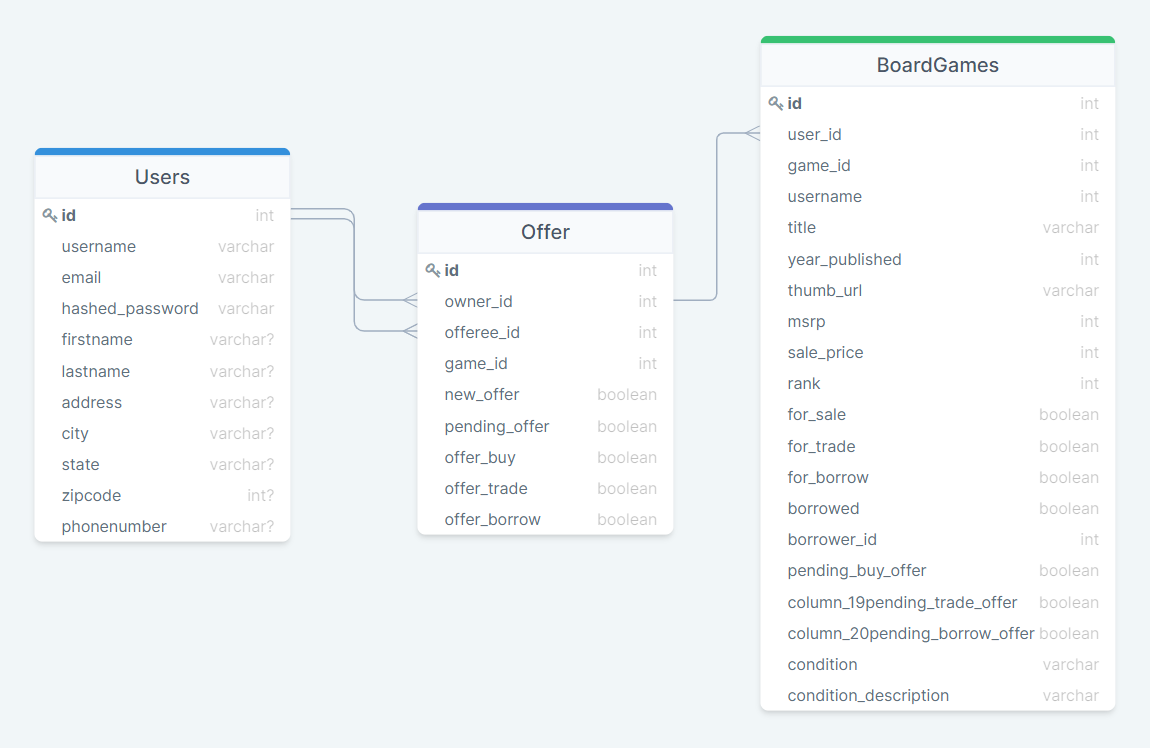 Users
id int
username varchar
email varchar
hashed_password varchar
firstname varchar?
lastname varchar?
address varchar?
city varchar?
state varchar?
zipcode int?
phonenumber varchar?
Offer
id int
owner_id int
offeree_id int
game_id int
new_offer boolean
pending_offer boolean
offer_buy boolean
offer_trade boolean
offer_borrow boolean
BoardGames
id int
user_id int
game_id int
username int
title varchar
year_published int
thumb_url varchar
msrp int
sale_price int
rank int
for_sale boolean
for_trade boolean
for_borrow boolean
borrowed boolean
borrower_id int
pending_buy_offer boolean
column_19pending_trade_offer boolean
column_20pending_borrow_offer boolean
condition varchar
condition_description varchar